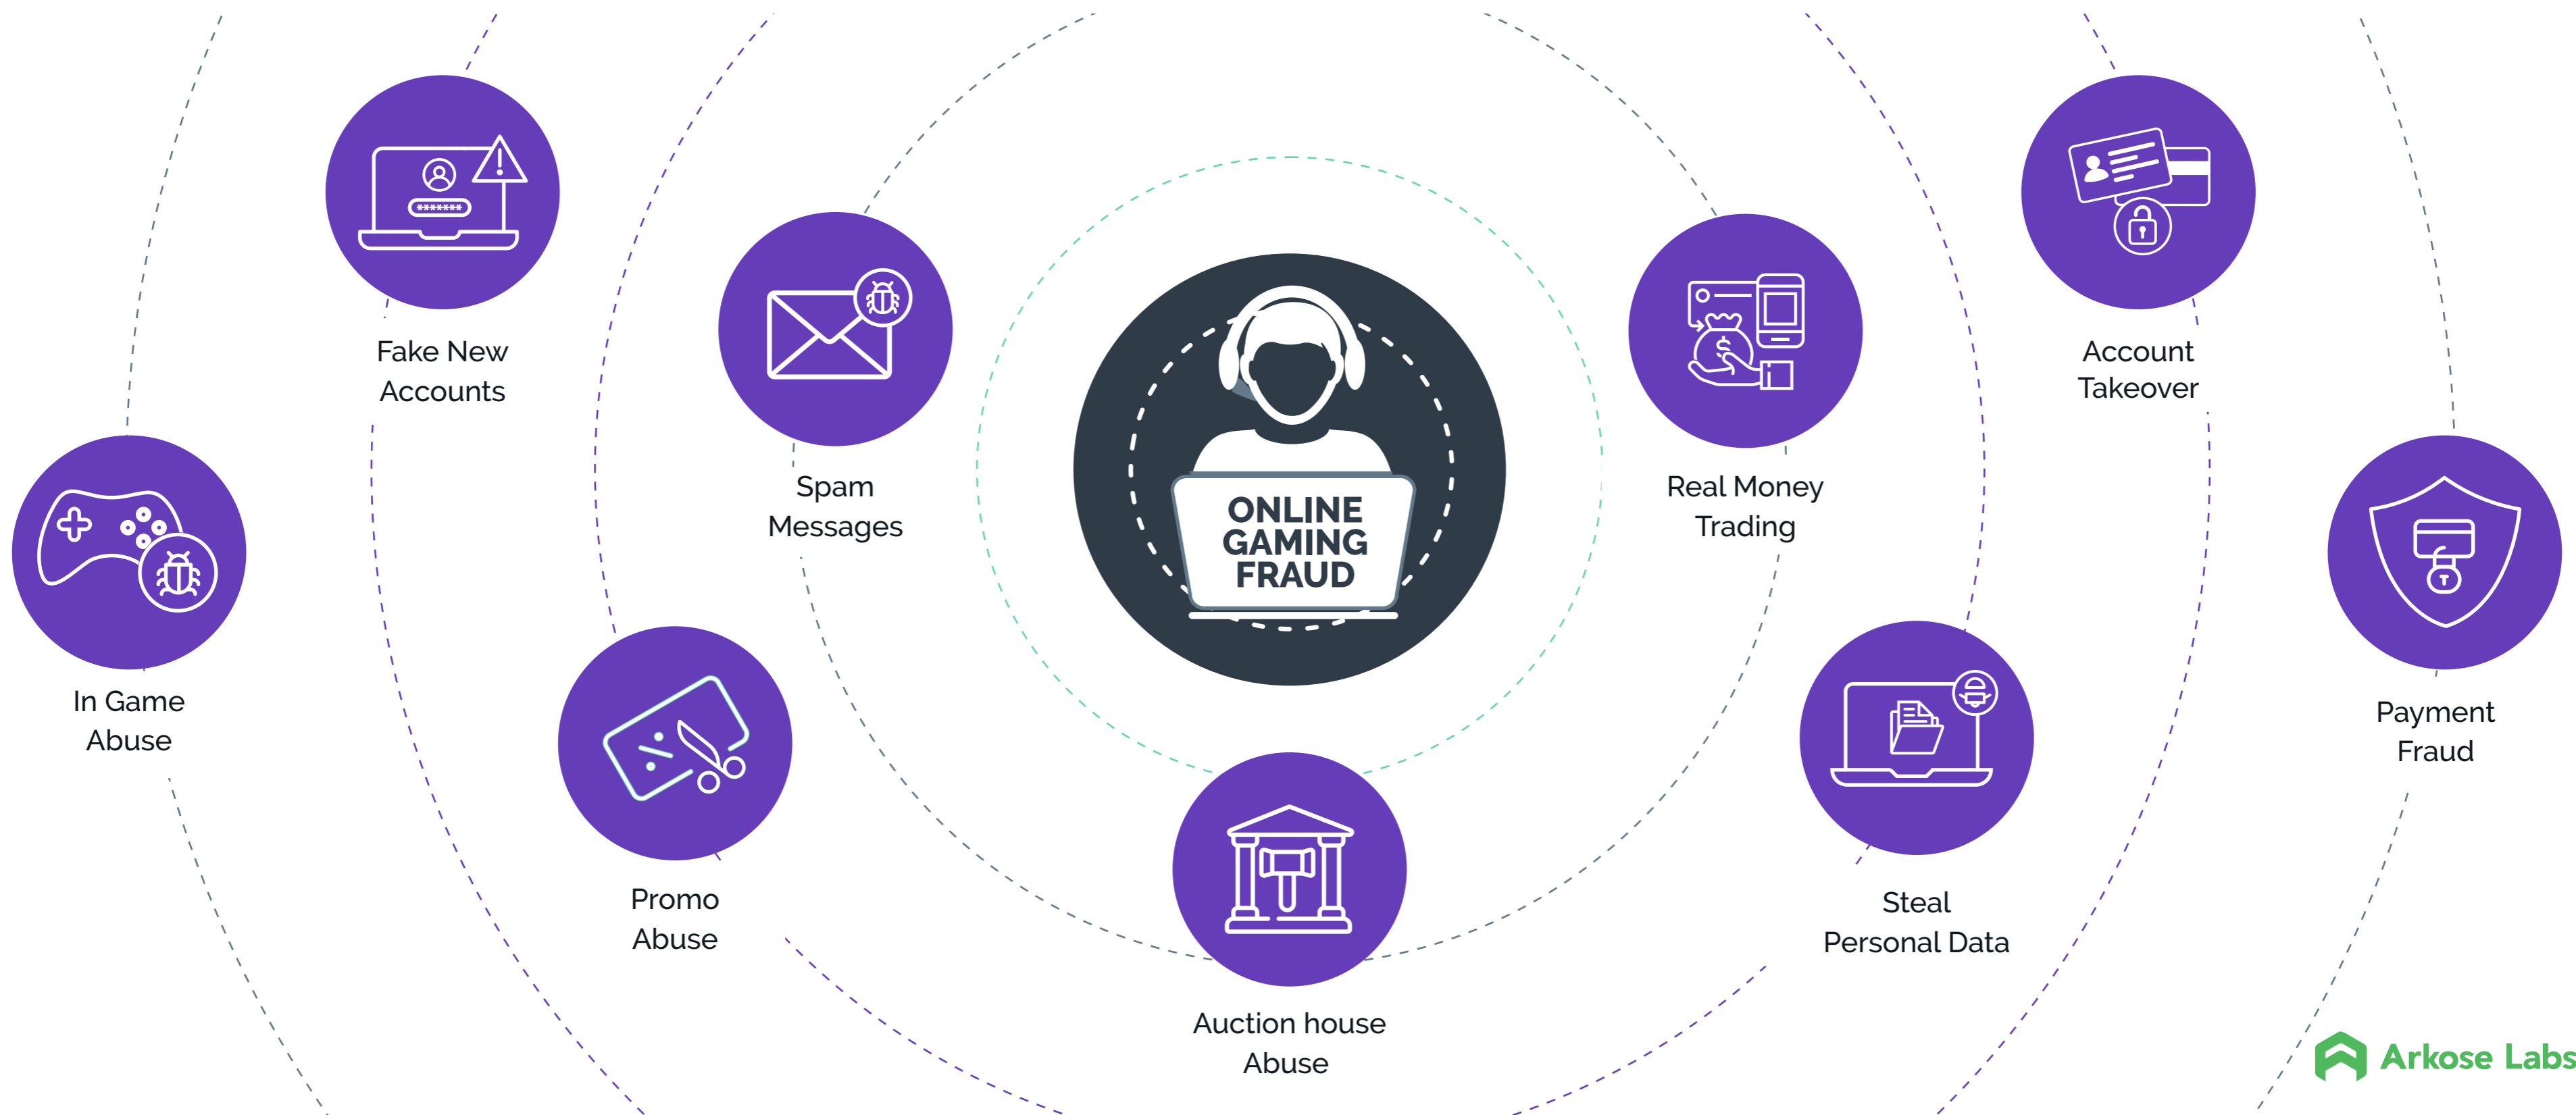 Fake New
Accounts
Account
Takeover
Spam
Messages
Real Money
Trading
ONLINE
GAMING
FRAUD
*******
In Game
Abuse
Payment
Fraud
Promo
Abuse
Steal
Personal Data
Auction house
Abuse
Arkose Labs